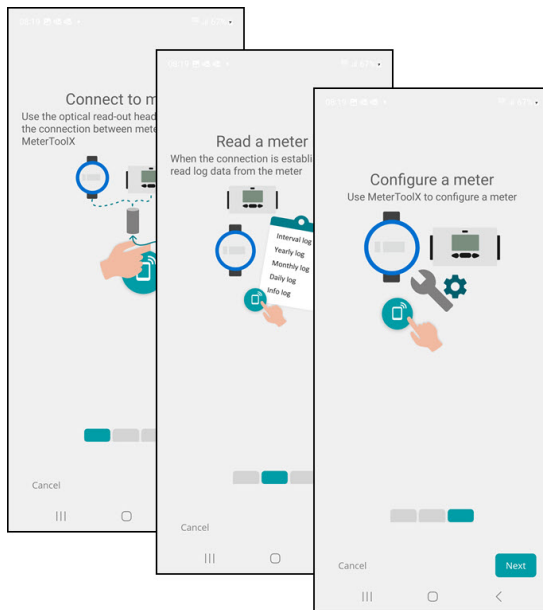 Connect to m
Use the optical read-out head
the connection between mete
MeterToolX
Cancel
Read a meter
When the connection is establi
read log data from the meter
Interval log
Yearly log
Monthly log
Daily log
Info log
Cancel
Configure a meter
Use MeterToolX to configure a meter
Cancel
Next